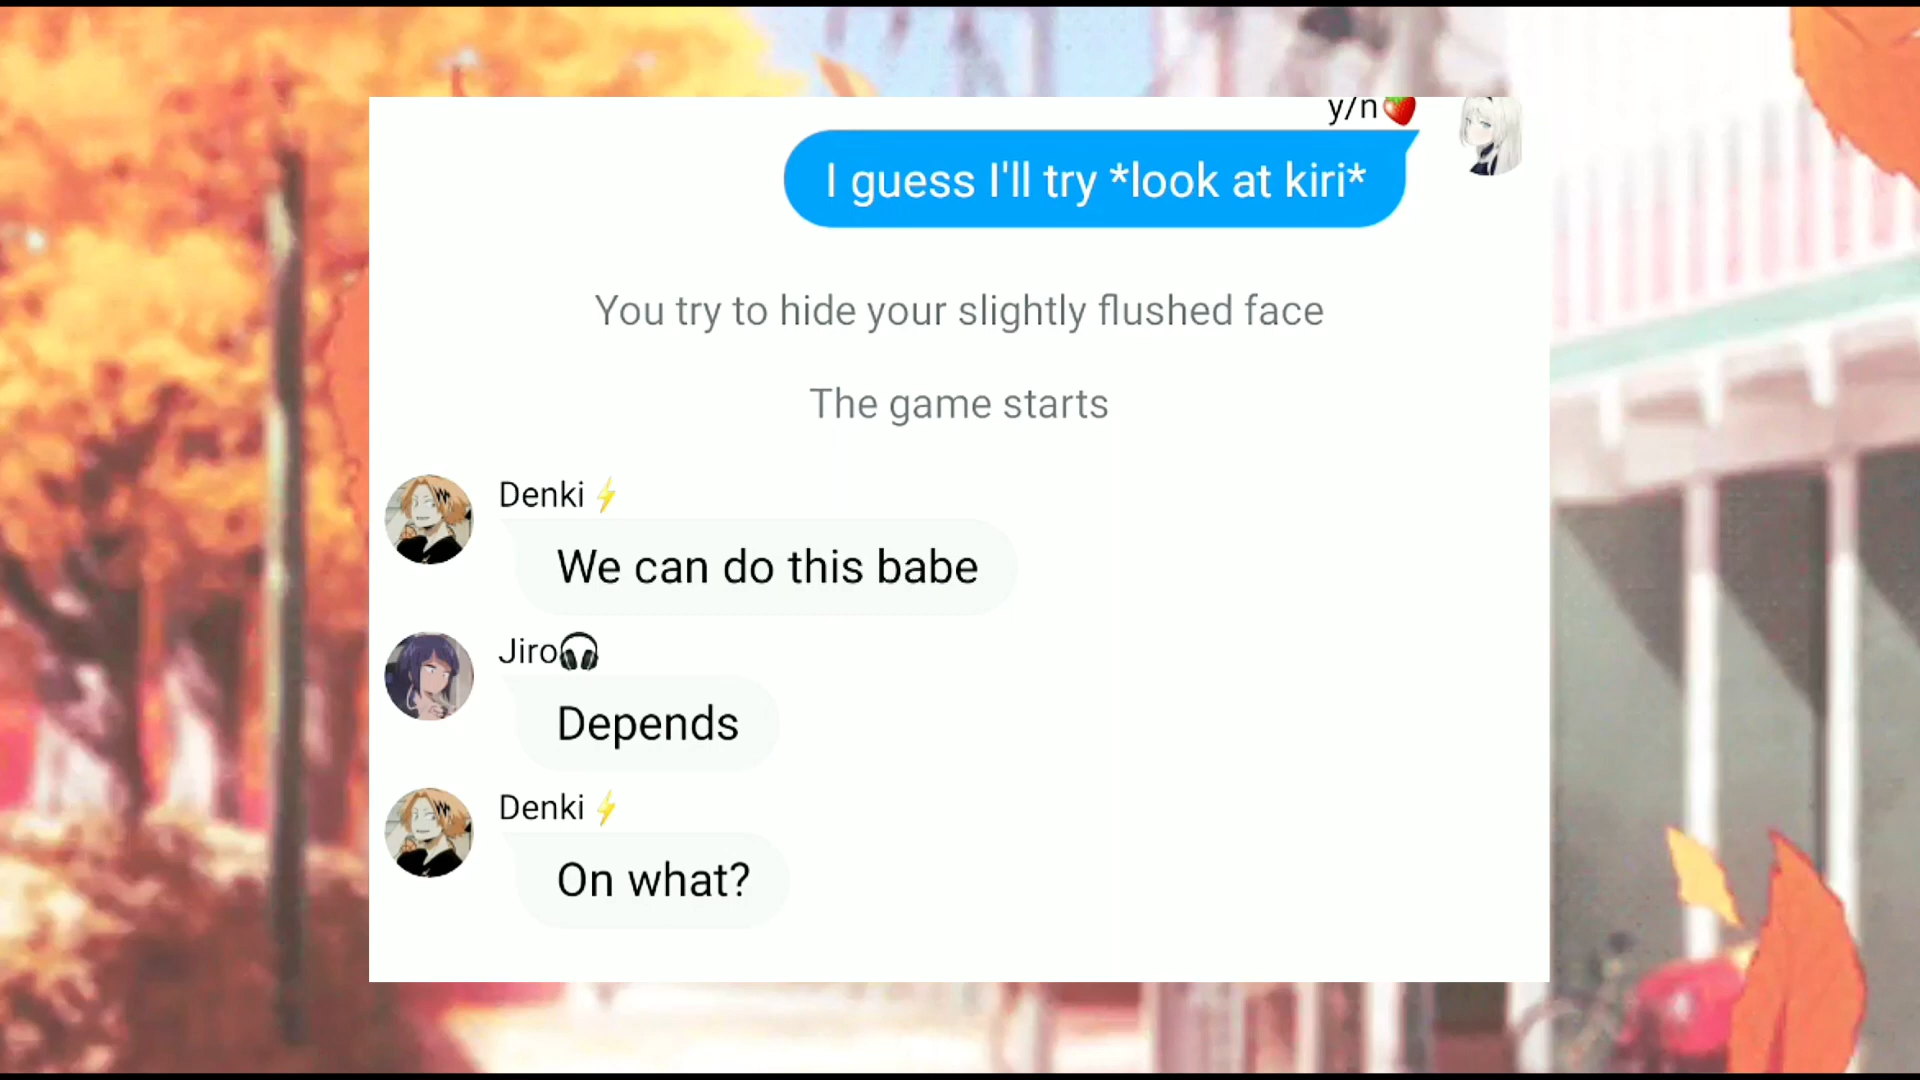 y/n🍓
I guess I'll try *look at kiri*
You try to hide your slightly flushed face
The game starts
Denki ⚡
We can do this babe
Jiro🎧
Depends
Denki ⚡
On what?